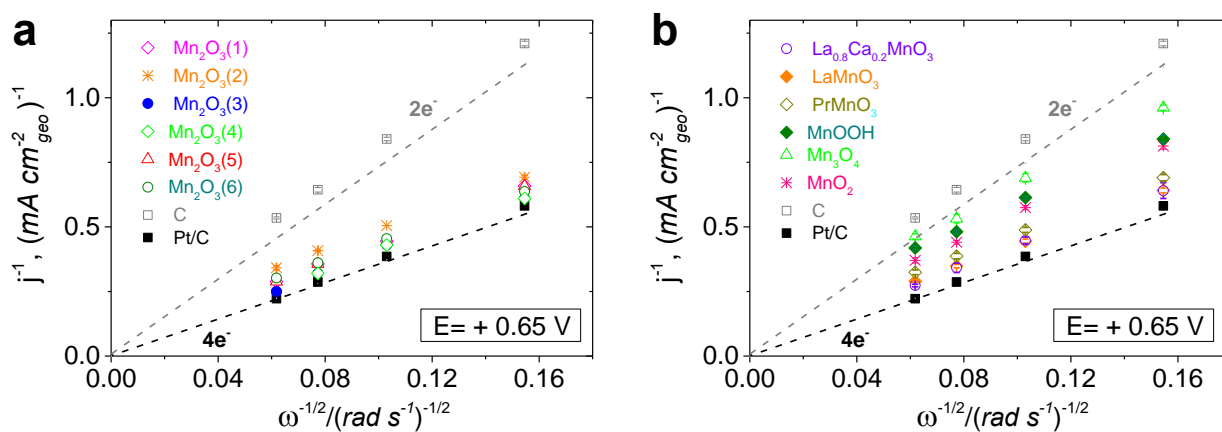 a
j⁻¹, (mA cm⁻²geo)⁻¹
1.0
0.5
0.0
Mn₂O₃(1)
Mn₂O₃(2)
Mn₂O₃(3)
Mn₂O₃(4)
Mn₂O₃(5)
Mn₂O₃(6)
C
Pt/C
2e⁻
4e⁻
E= + 0.65 V
0.00 0.04 0.08 0.12 0.16
ω⁻¹/²/(rad s⁻¹)⁻¹/²
b
j⁻¹, (mA cm⁻²geo)⁻¹
1.0
0.5
0.0
La₀.₈Ca₀.₂MnO₃
LaMnO₃
PrMnO₃
MnOOH
Mn₃O₄
MnO₂
C
Pt/C
2e⁻
4e⁻
E= + 0.65 V
0.00 0.04 0.08 0.12 0.16
ω⁻¹/²/(rad s⁻¹)⁻¹/²